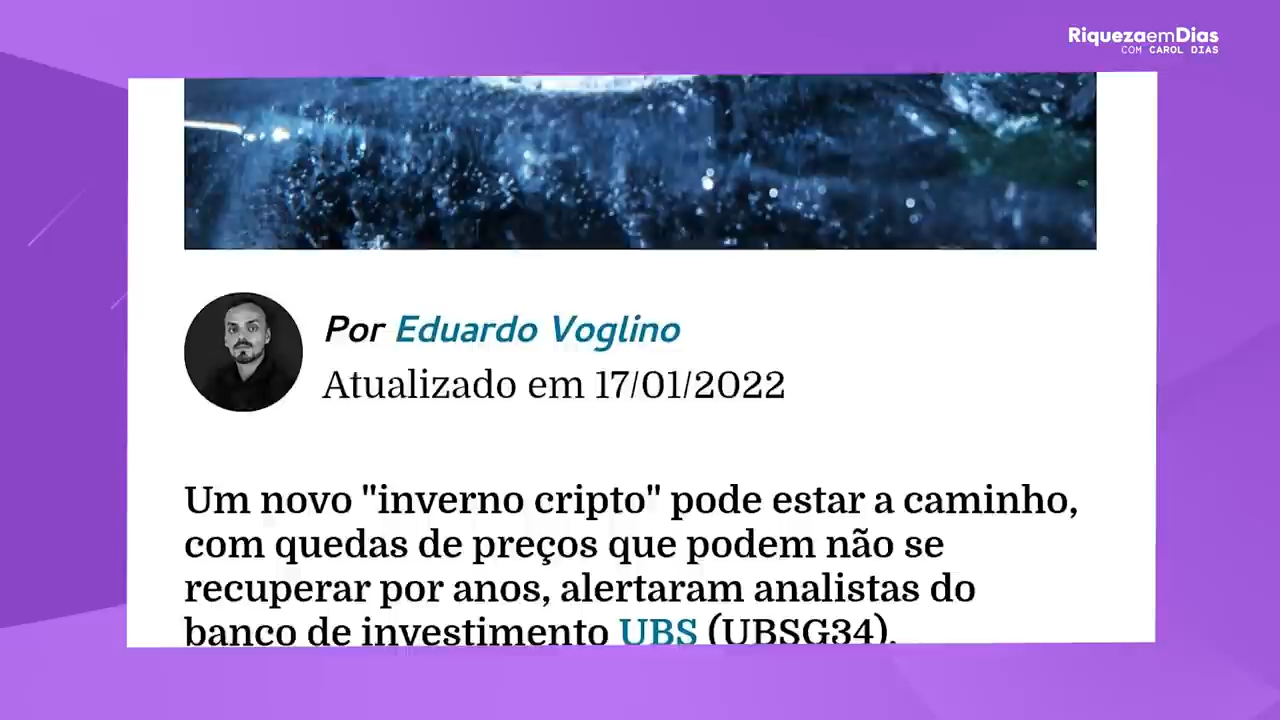 RiquezaemDias
COM CAROL DIAS
Por Eduardo Voglino
Atualizado em 17/01/2022
Um novo "inverno cripto" pode estar a caminho,
com quedas de preços que podem não se
recuperar por anos, alertaram analistas do
banco de investimento UBS (UBSG34).